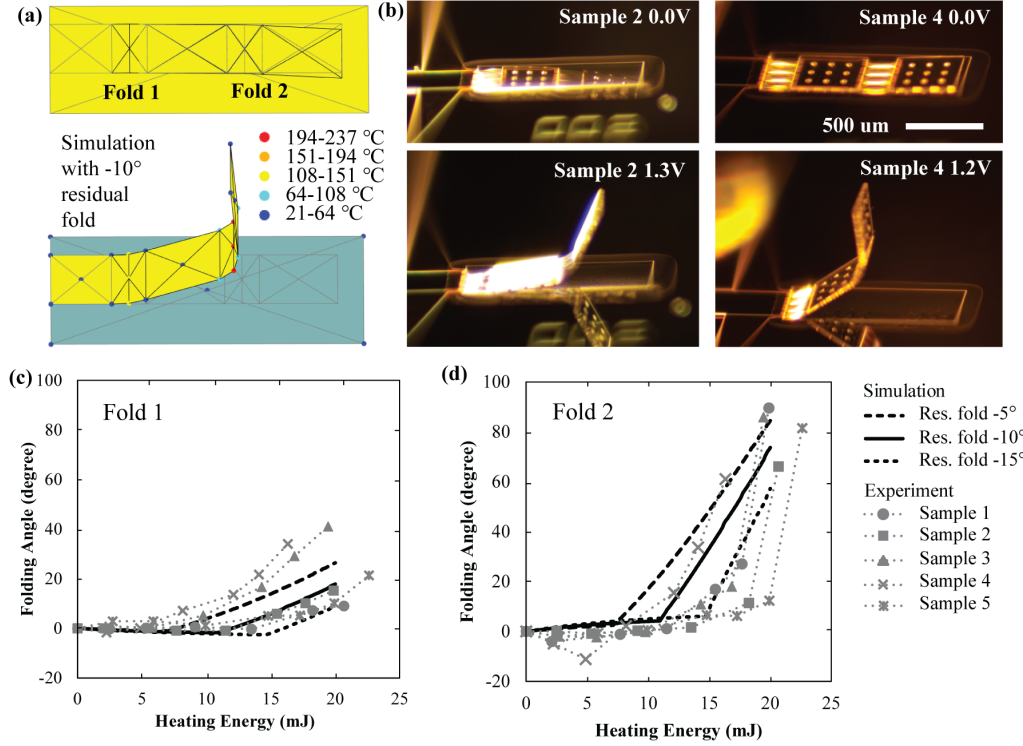 (a)
Fold 1
Fold 2
Simulation
with -10°
residual
fold
194-237 °C
151-194 °C
108-151 °C
64-108 °C
21-64 °C
(b)
Sample 2 0.0V
Sample 4 0.0V
500 um
Sample 2 1.3V
Sample 4 1.2V
(c)
Fold 1
Folding Angle (degree)
100
80
60
40
20
0
-20
0
5
10
15
20
25
Heating Energy (mJ)
(d)
Fold 2
Folding Angle (degree)
100
80
60
40
20
0
-20
0
5
10
15
20
25
Heating Energy (mJ)
Simulation
Res. fold -5°
Res. fold -10°
Res. fold -15°
Experiment
Sample 1
Sample 2
Sample 3
Sample 4
Sample 5